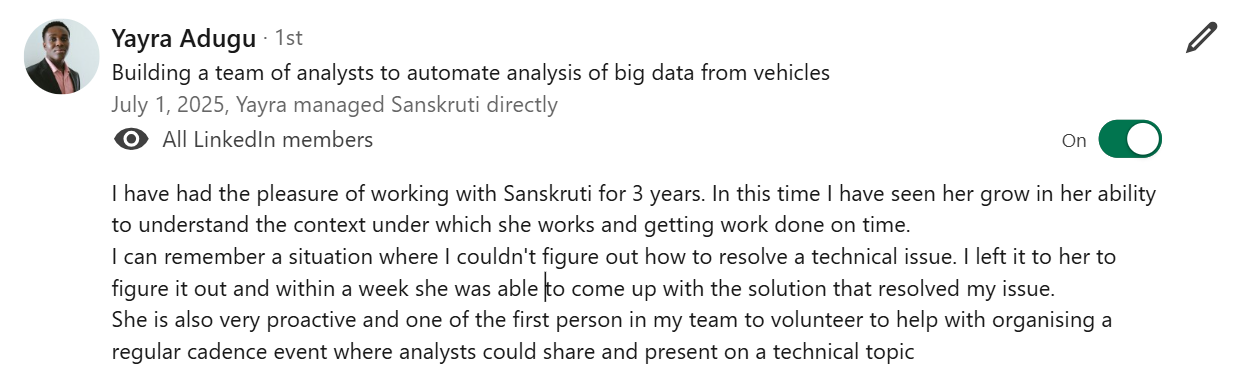 Yayra Adugu · 1st
Building a team of analysts to automate analysis of big data from vehicles
July 1, 2025, Yayra managed Sanskruti directly
All LinkedIn members
On
I have had the pleasure of working with Sanskruti for 3 years. In this time I have seen her grow in her ability
to understand the context under which she works and getting work done on time.
I can remember a situation where I couldn't figure out how to resolve a technical issue. I left it to her to
figure it out and within a week she was able to come up with the solution that resolved my issue.
She is also very proactive and one of the first person in my team to volunteer to help with organising a
regular cadence event where analysts could share and present on a technical topic